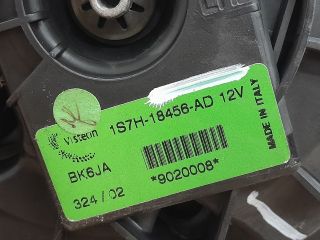 Visteon
1S7H-18456-AD 12V
BK6JA
324/02
*9020008*
MADE IN ITALY